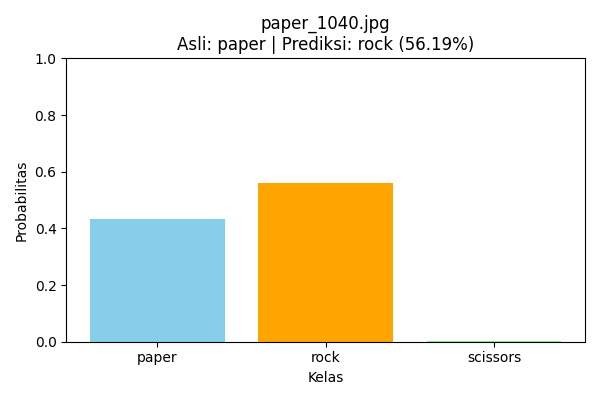 paper_1040.jpg
Asli: paper | Prediksi: rock (56.19%)
1.0
0.8
0.6
0.4
0.2
0.0
Probabilitas
paper
rock
scissors
Kelas